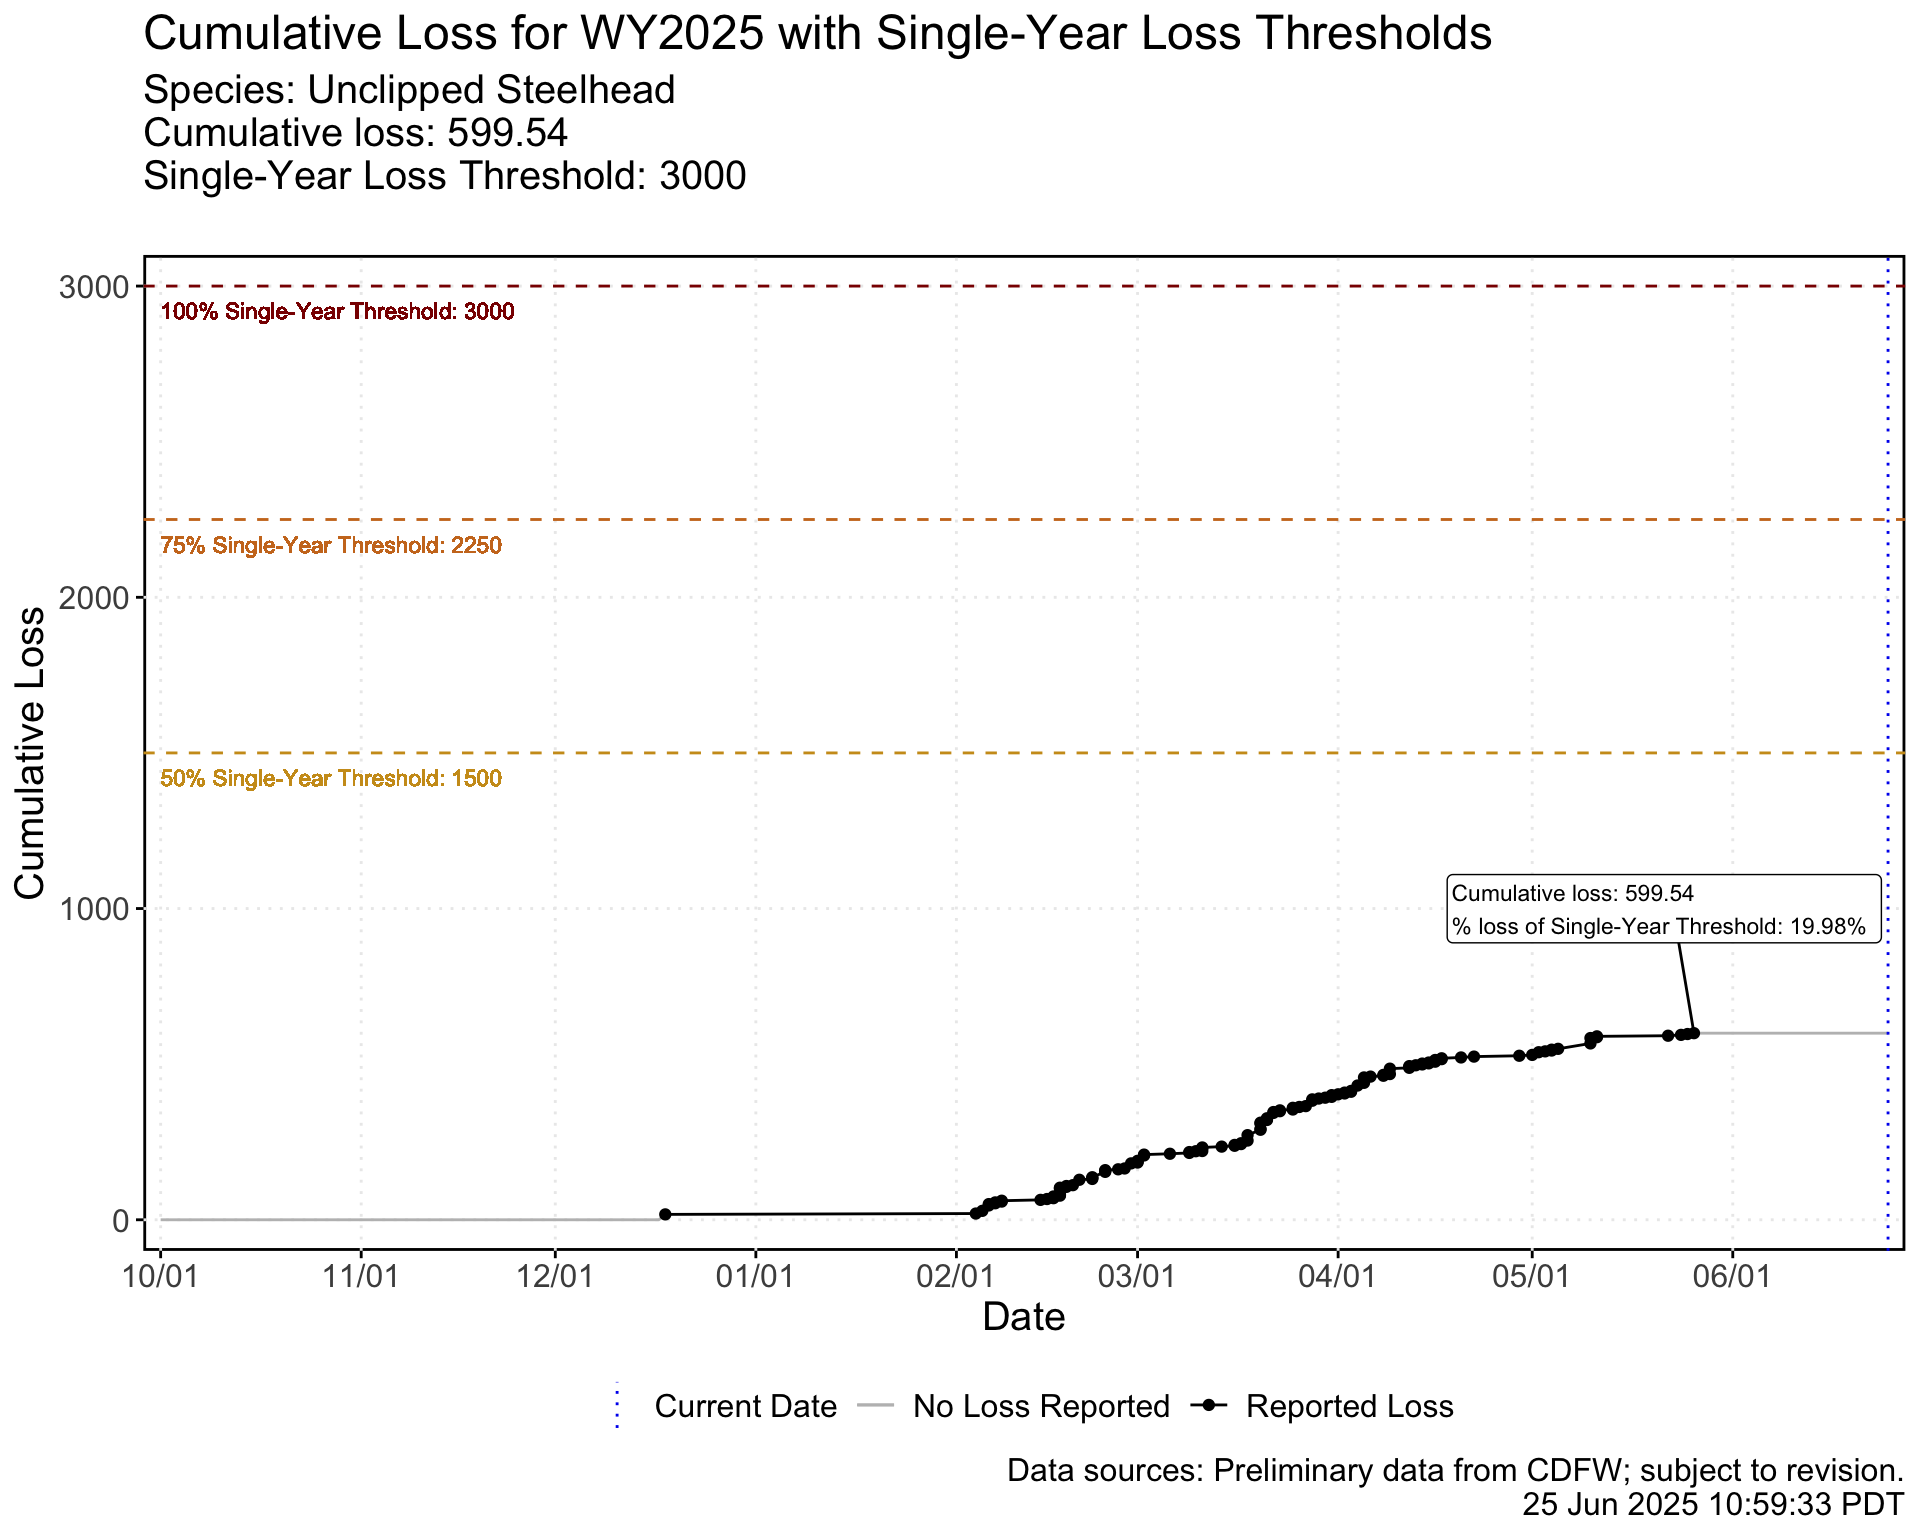 Cumulative Loss for WY2025 with Single-Year Loss Thresholds
Species: Unclipped Steelhead
Cumulative loss: 599.54
Single-Year Loss Threshold: 3000
3000
100% Single-Year Threshold: 3000
75% Single-Year Threshold: 2250
2000
Cumulative Loss
50% Single-Year Threshold: 1500
Cumulative loss: 599.54
% loss of Single-Year Threshold: 19.98%
1000
0
10/01 11/01 12/01 01/01 02/01 03/01 04/01 05/01 06/01
Date
Current Date No Loss Reported Reported Loss
Data sources: Preliminary data from CDFW; subject to revision.
25 Jun 2025 10:59:33 PDT